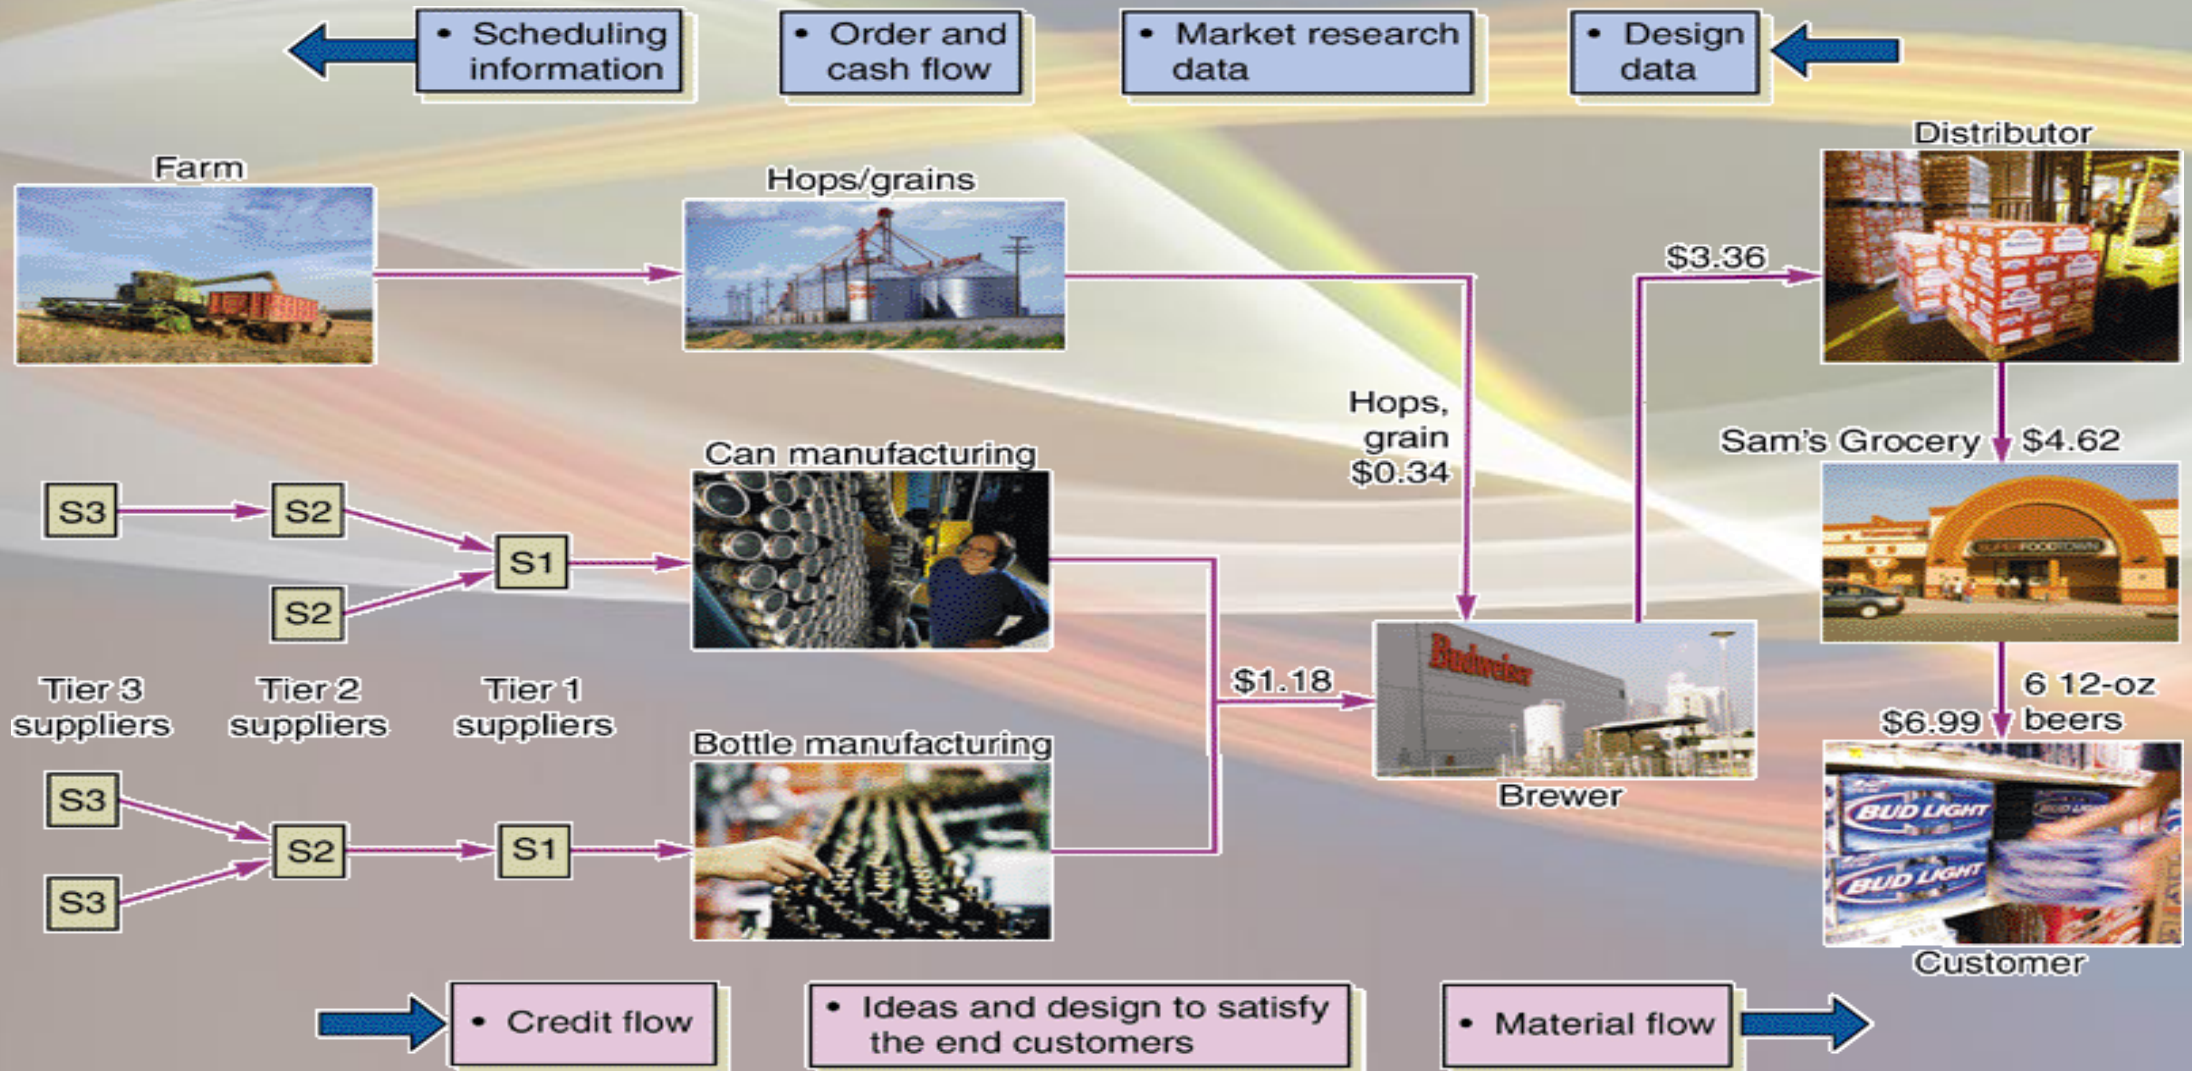 • Scheduling
information
• Order and
cash flow
• Market research
data
• Design
data
Farm
Hops/grains
Distributor
$3.36
Hops,
grain
$0.34
Sam's Grocery
$4.62
Can manufacturing
S3
S2
S1
S2
FOODTOWN
Budweiser
$1.18
Tier 3
suppliers
Tier 2
suppliers
Tier 1
suppliers
6 12-oz
beers
$6.99
Bottle manufacturing
Brewer
S3
S2
S1
S3
BUD LIGHT
BUD LIGHT
Customer
• Credit flow
• Ideas and design to satisfy
the end customers
• Material flow